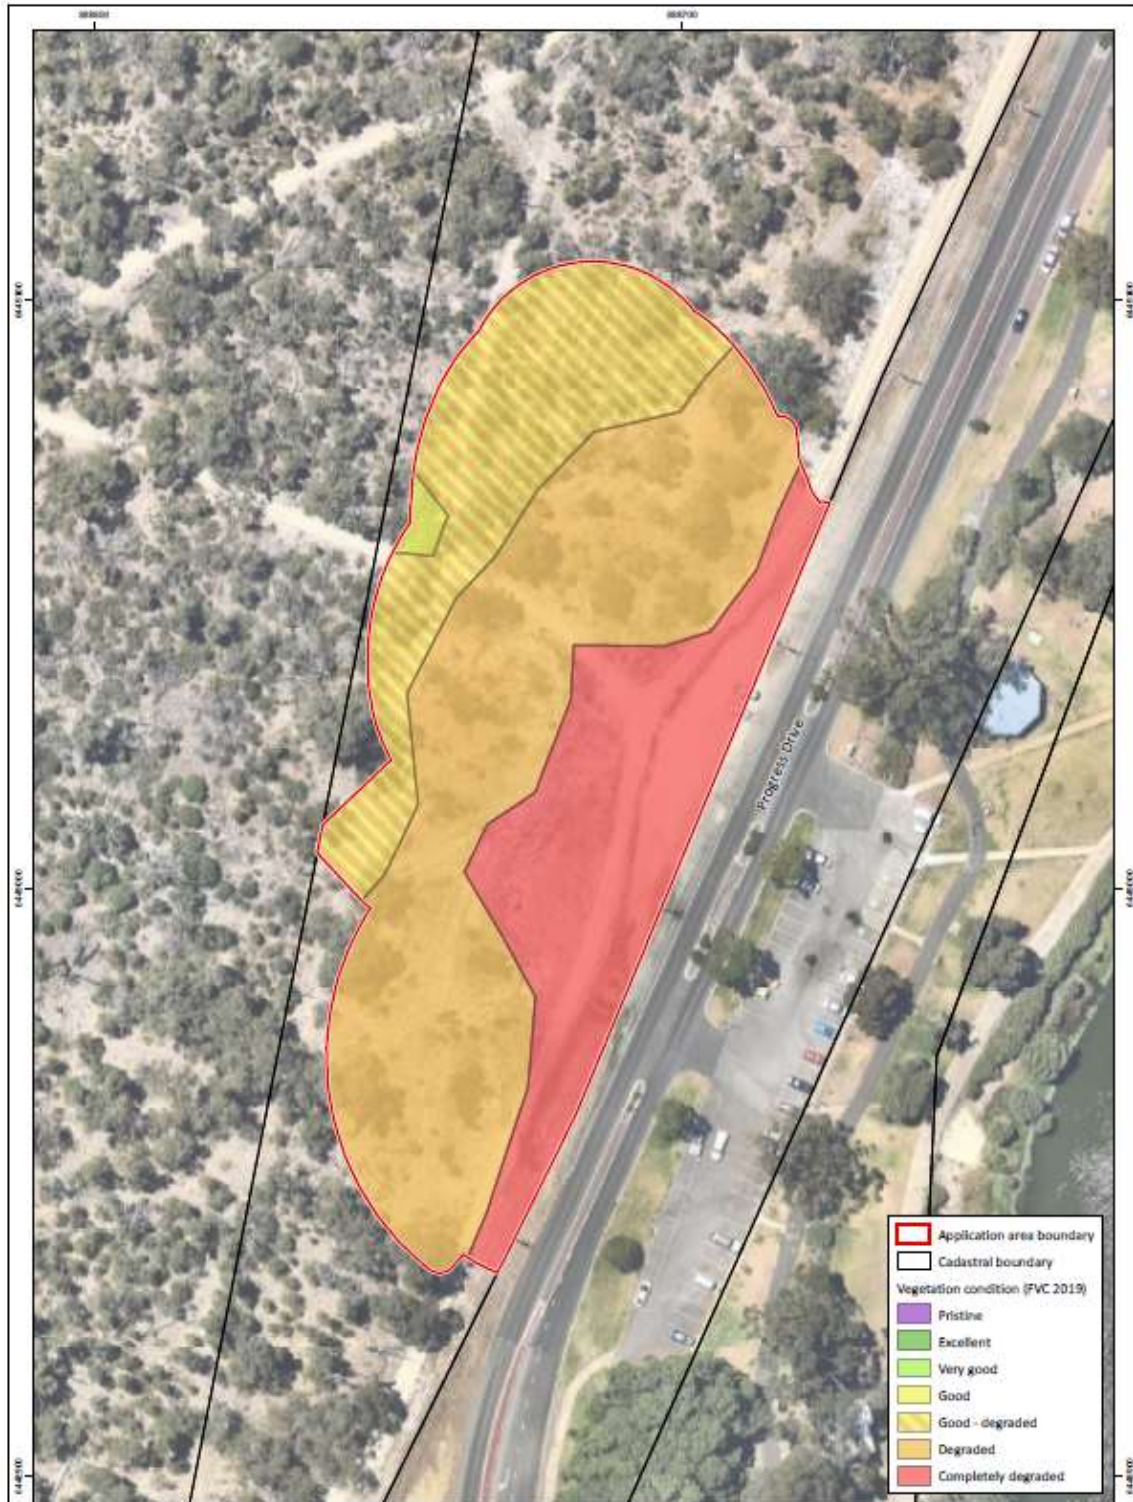 Progress Drive
Application area boundary
Cadastral boundary
Vegetation condition (FVC 2019)
Pristine
Excellent
Very good
Good
Good - degraded
Degraded
Completely degraded